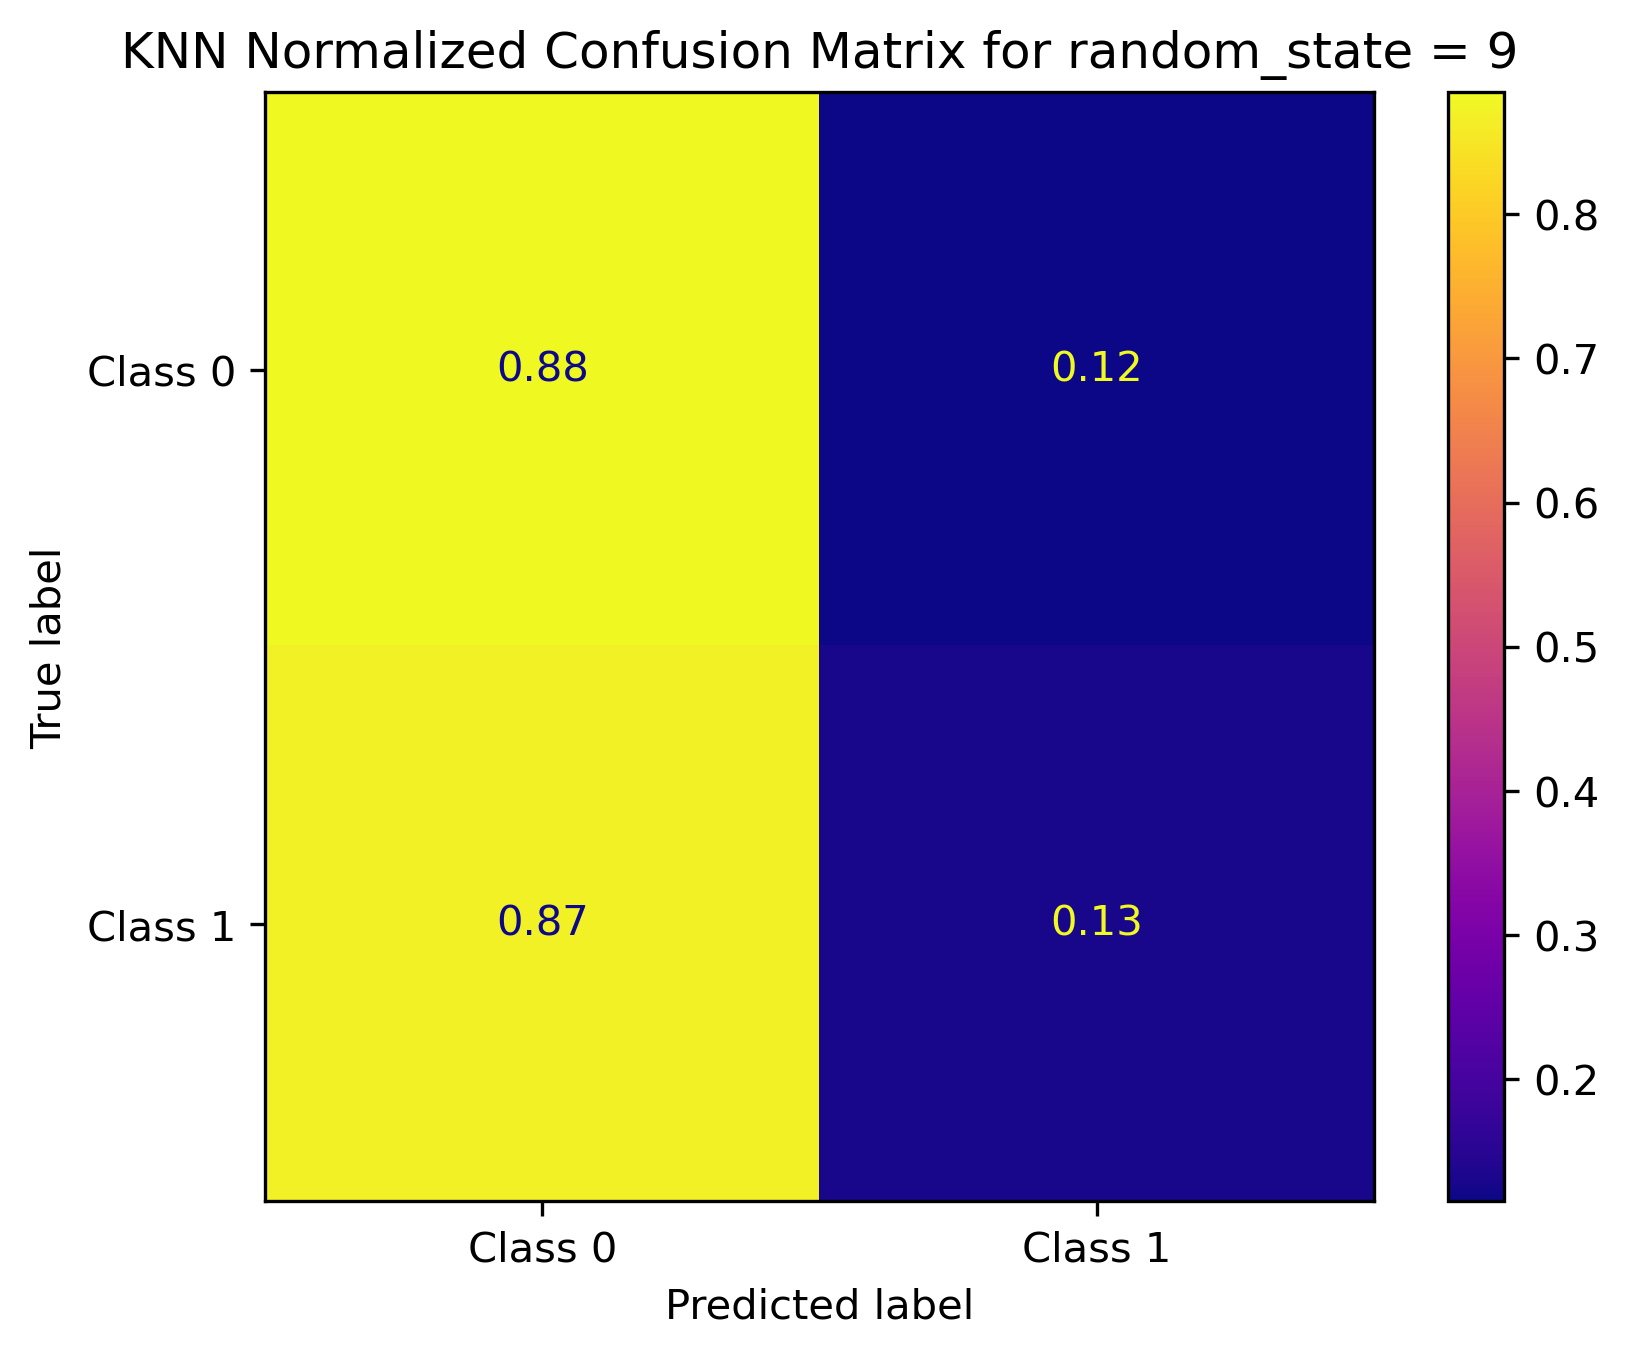 KNN Normalized Confusion Matrix for random_state = 9
True label
Class 0
0.88
0.12
Class 1
0.87
0.13
Class 0
Class 1
Predicted label
0.8
0.7
0.6
0.5
0.4
0.3
0.2